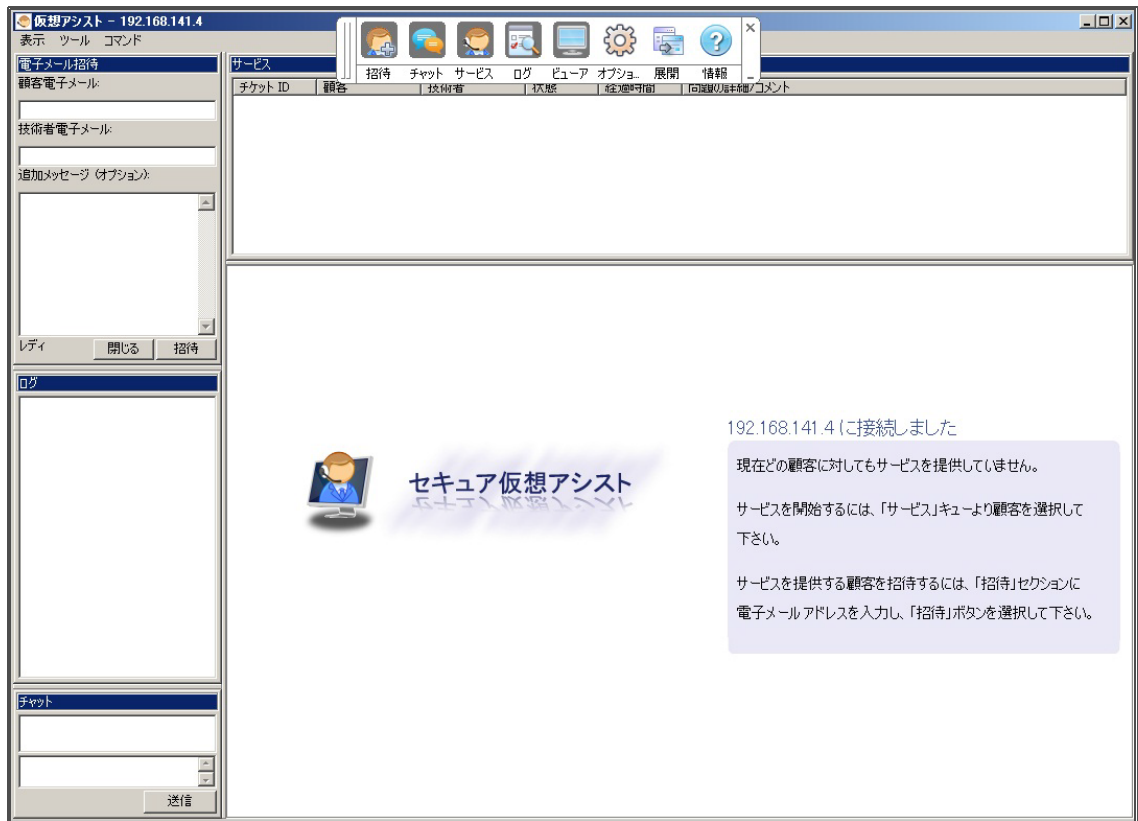 仮想アシスト - 192.168.141.4
表示 ツール コマンド
招待 チャット サービス ログ ビューア オプショ... 展開 情報
電子メール招待
顧客電子メール:
技術者電子メール:
追加メッセージ (オプション):
レディ 閉じる 招待
ログ
チャット
送信
サービス
チケット ID 顧客 技術者 状態 経過時間 問題の詳細/コメント
セキュア仮想アシスト
192.168.141.4 に接続しました
現在どの顧客に対してもサービスを提供していません。
サービスを開始するには、「サービス」キューより顧客を選択して
下さい。
サービスを提供する顧客を招待するには、「招待」セクションに
電子メール アドレスを入力し、「招待」ボタンを選択して下さい。